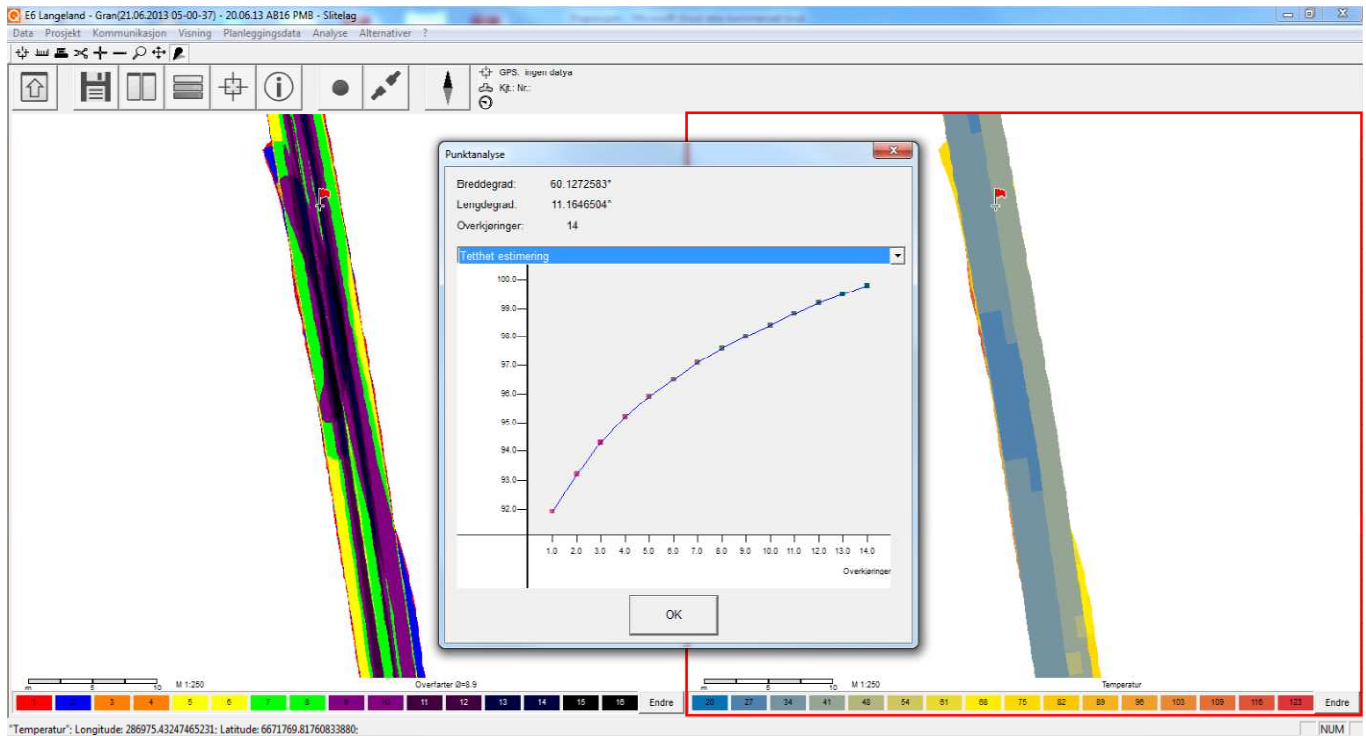 E6 Langeland - Gran(21.06.2013 05-00-37) - 20.06.13 AB16 PMB - Slitelag
Data Prosjekt Kommunikasjon Visning Planleggingsdata Analyse Alternativer ?
GPS: ingen datya
Kjt.: Nr.:
Punktanalyse
Breddegrad: 60.1272583°
Lengdegrad: 11.1646504°
Overkjøringer: 14
Tetthet estimering
100.0
99.0
98.0
97.0
96.0
95.0
94.0
93.0
92.0
1.0 2.0 3.0 4.0 5.0 6.0 7.0 8.0 9.0 10.0 11.0 12.0 13.0 14.0
Overkjøringer
OK
m 5 10 M 1:250 Overfarter Ø=8.9
m 5 10 M 1:250 Temperatur
1 2 3 4 5 6 7 8 9 10 11 12 13 14 15 16 Endre
20 27 34 41 48 54 61 68 75 82 89 96 103 109 116 123 Endre
"Temperatur"; Longitude: 286975.43247465231; Latitude: 6671769.81760833880; NUM